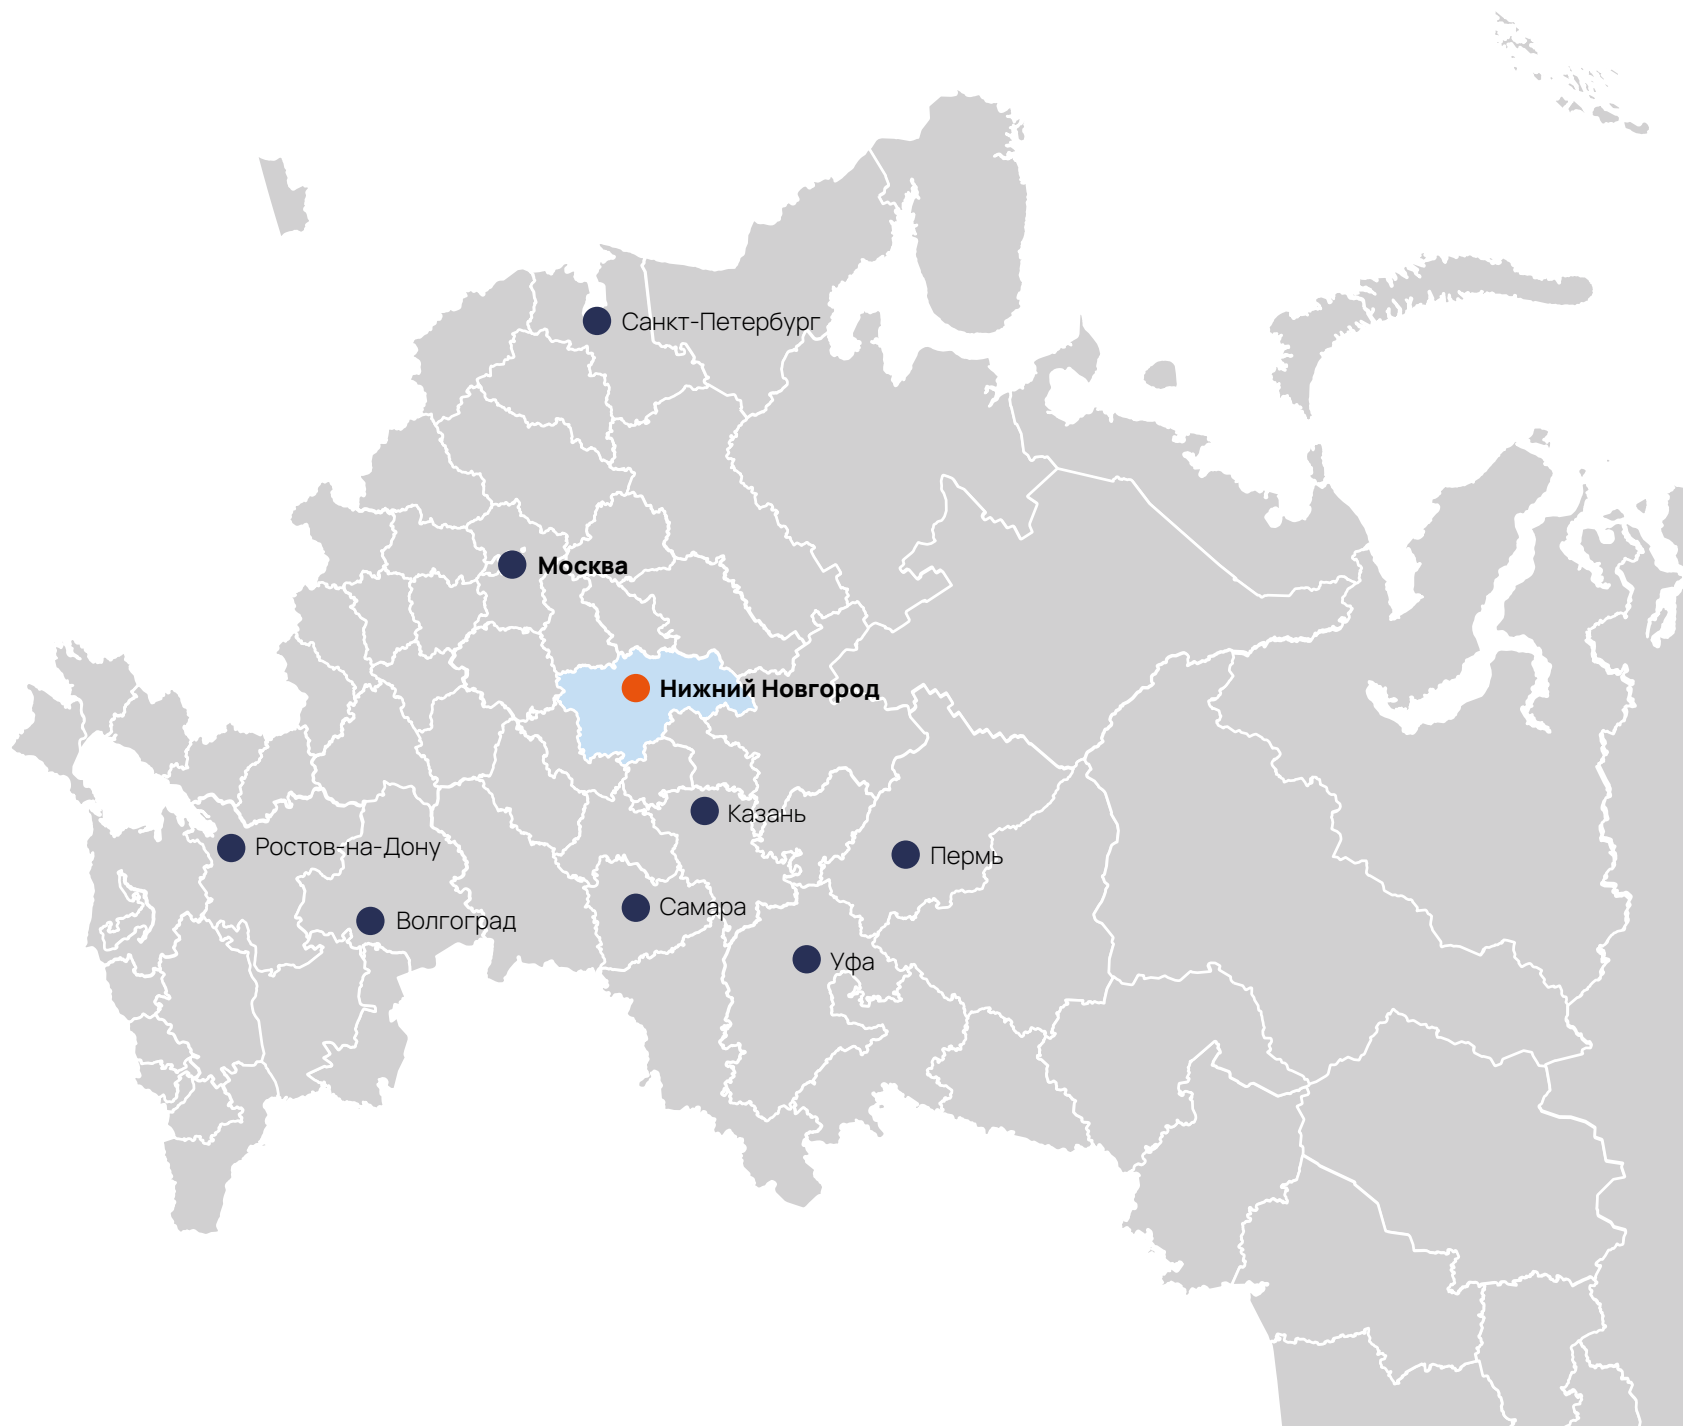 Санкт-Петербург
Москва
Нижний Новгород
Казань
Ростов-на-Дону
Пермь
Самара
Волгоград
Уфа